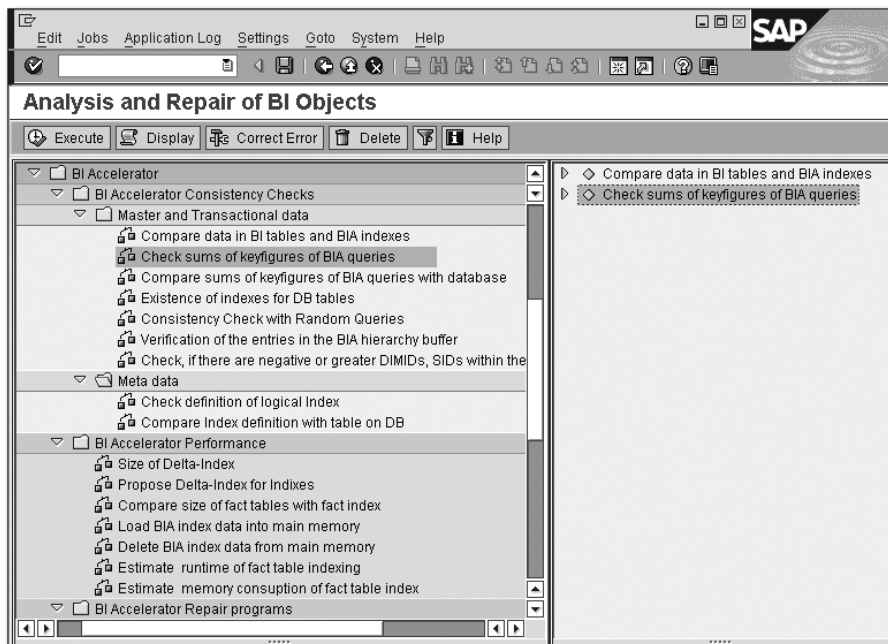 Edit Jobs Application Log Settings Goto System Help
SAP
Analysis and Repair of BI Objects
Execute Display Correct Error Delete Help
BI Accelerator
BI Accelerator Consistency Checks
Master and Transactional data
Compare data in BI tables and BIA indexes
Check sums of keyfigures of BIA queries
Compare sums of keyfigures of BIA queries with database
Existence of indexes for DB tables
Consistency Check with Random Queries
Verification of the entries in the BIA hierarchy buffer
Check, if there are negative or greater DIMIDs, SIDs within the
Meta data
Check definition of logical Index
Compare Index definition with table on DB
BI Accelerator Performance
Size of Delta-Index
Propose Delta-Index for Indixes
Compare size of fact tables with fact index
Load BIA index data into main memory
Delete BIA index data from main memory
Estimate runtime of fact table indexing
Estimate memory consuption of fact table index
BI Accelerator Repair programs
Compare data in BI tables and BIA indexes
Check sums of keyfigures of BIA queries